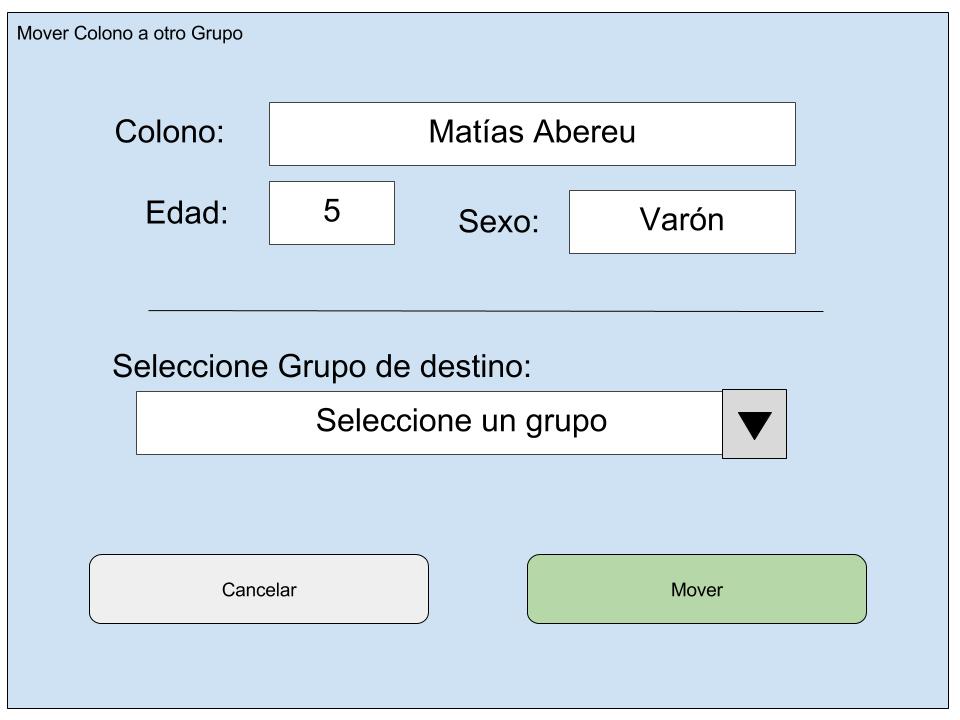 Mover Colono a otro Grupo
Colono: Matías Abereu
Edad: 5 Sexo: Varón
Seleccione Grupo de destino:
Seleccione un grupo
Cancelar Mover